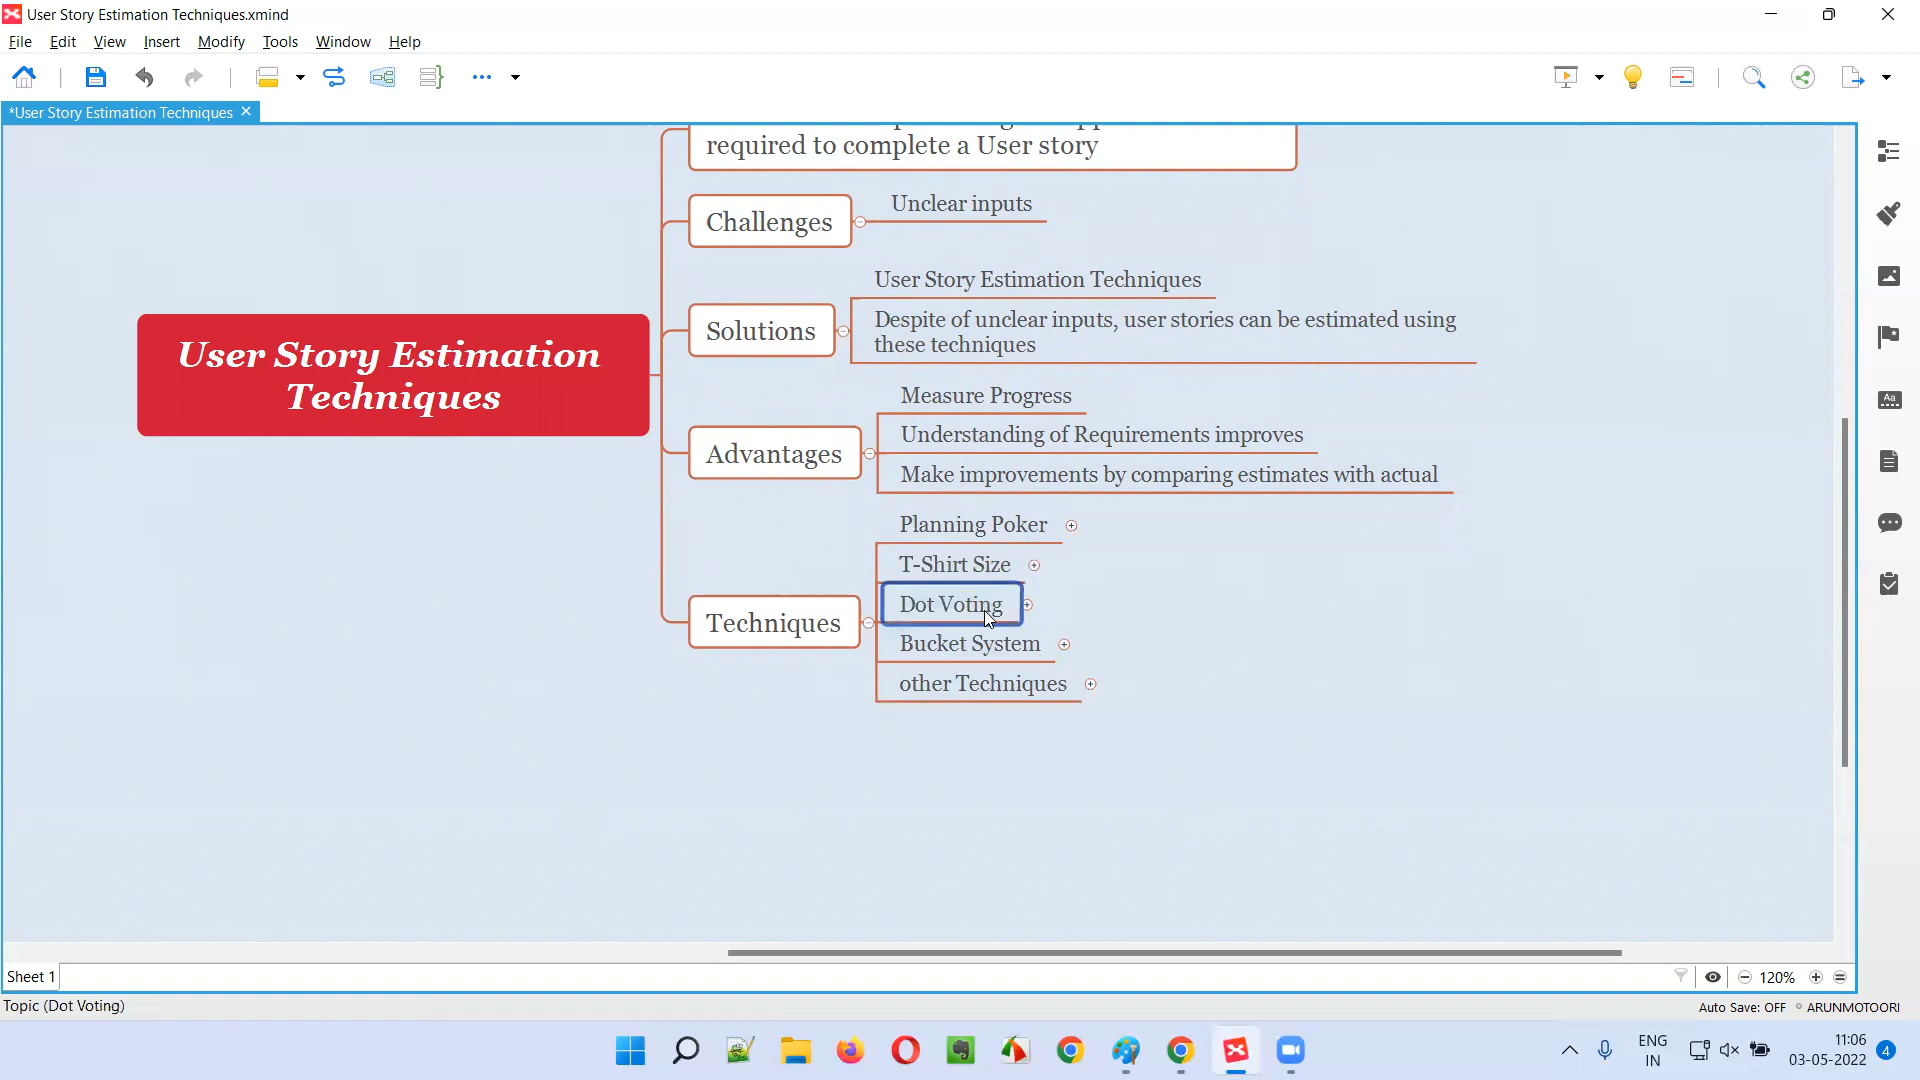 User Story Estimation Techniques.xmind
File Edit View Insert Modify Tools Window Help
*User Story Estimation Techniques
required to complete a User story
Challenges
Unclear inputs
User Story Estimation Techniques
Solutions
Despite of unclear inputs, user stories can be estimated using
these techniques
User Story Estimation
Techniques
Measure Progress
Understanding of Requirements improves
Advantages
Make improvements by comparing estimates with actual
Planning Poker
T-Shirt Size
Dot Voting
Techniques
Bucket System
other Techniques
Aa
Sheet 1
120%
Topic (Dot Voting)
Auto Save: OFF
ARUNMOTOORI
ENG
IN
11:06
03-05-2022
4